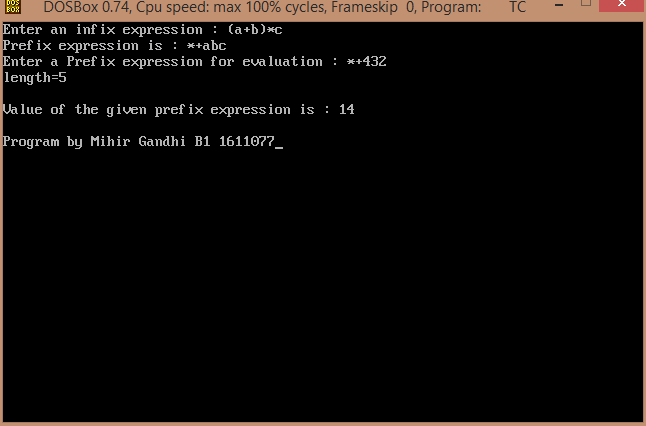 DOS
BOX
DOSBox 0.74, Cpu speed: max 100% cycles, Frameskip 0, Program: TC
Enter an infix expression : (a+b)*c
Prefix expression is : *+abc
Enter a Prefix expression for evaluation : *+432
length=5
Value of the given prefix expression is : 14
Program by Mihir Gandhi B1 1611077_